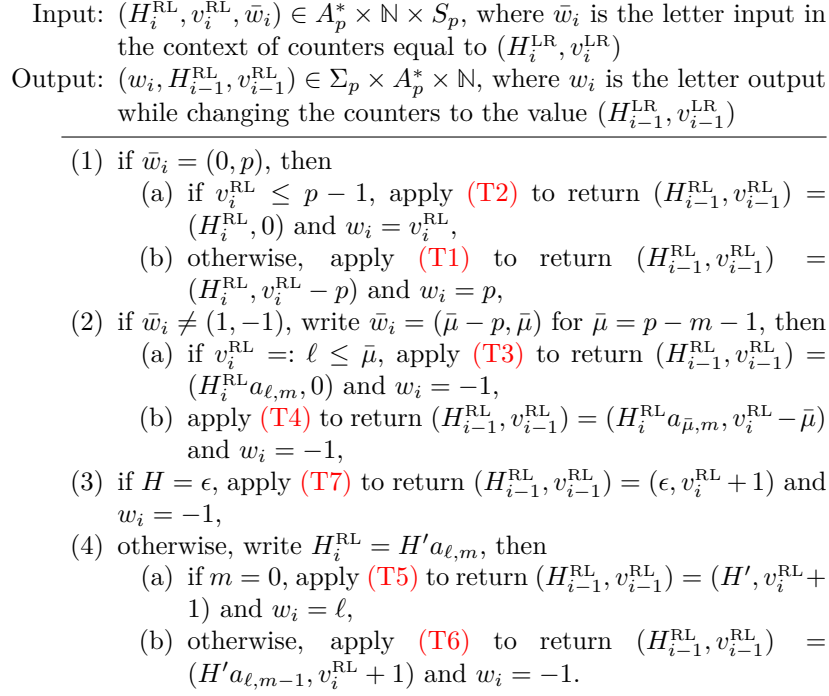 Input: (H_i^{RL}, v_i^{RL}, w̄_i) ∈ A_p^* × ℕ × S_p, where w̄_i is the letter input in
the context of counters equal to (H_i^{LR}, v_i^{LR})
Output: (w_i, H_{i−1}^{RL}, v_{i−1}^{RL}) ∈ Σ_p × A_p^* × ℕ, where w_i is the letter output
while changing the counters to the value (H_{i−1}^{LR}, v_{i−1}^{LR})
(1) if w̄_i = (0, p), then
(a) if v_i^{RL} ≤ p − 1, apply (T2) to return (H_{i−1}^{RL}, v_{i−1}^{RL}) =
(H_i^{RL}, 0) and w_i = v_i^{RL},
(b) otherwise, apply (T1) to return (H_{i−1}^{RL}, v_{i−1}^{RL}) =
(H_i^{RL}, v_i^{RL} − p) and w_i = p,
(2) if w̄_i ≠ (1, −1), write w̄_i = (μ̄ − p, μ̄) for μ̄ = p − m − 1, then
(a) if v_i^{RL} =: ℓ ≤ μ̄, apply (T3) to return (H_{i−1}^{RL}, v_{i−1}^{RL}) =
(H_i^{RL} a_{ℓ,m}, 0) and w_i = −1,
(b) apply (T4) to return (H_{i−1}^{RL}, v_{i−1}^{RL}) = (H_i^{RL} a_{μ̄,m}, v_i^{RL} − μ̄)
and w_i = −1,
(3) if H = ϵ, apply (T7) to return (H_{i−1}^{RL}, v_{i−1}^{RL}) = (ϵ, v_i^{RL} + 1) and
w_i = −1,
(4) otherwise, write H_i^{RL} = H′a_{ℓ,m}, then
(a) if m = 0, apply (T5) to return (H_{i−1}^{RL}, v_{i−1}^{RL}) = (H′, v_i^{RL} +
1) and w_i = ℓ,
(b) otherwise, apply (T6) to return (H_{i−1}^{RL}, v_{i−1}^{RL}) =
(H′a_{ℓ,m−1}, v_i^{RL} + 1) and w_i = −1.